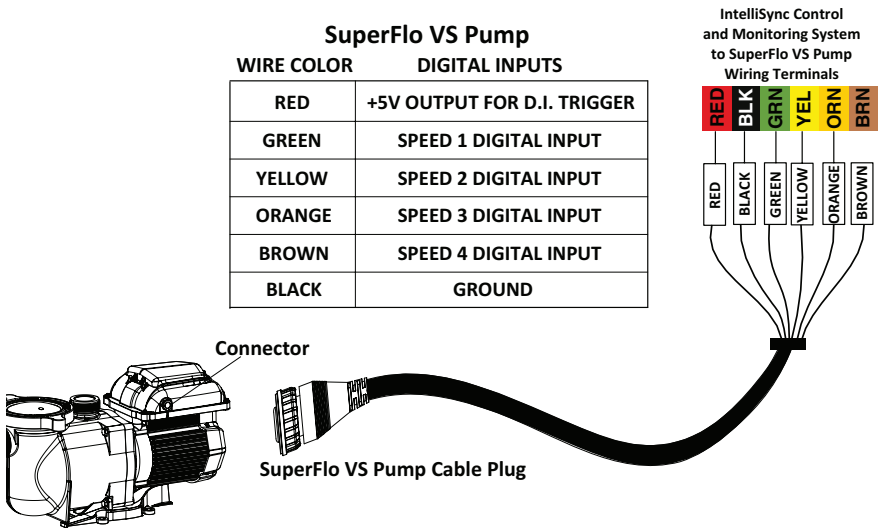 SuperFlo VS Pump
WIRE COLOR DIGITAL INPUTS
RED +5V OUTPUT FOR D.I. TRIGGER
GREEN SPEED 1 DIGITAL INPUT
YELLOW SPEED 2 DIGITAL INPUT
ORANGE SPEED 3 DIGITAL INPUT
BROWN SPEED 4 DIGITAL INPUT
BLACK GROUND
IntelliSync Control
and Monitoring System
to SuperFlo VS Pump
Wiring Terminals
RED BLK GRN YEL ORN BRN
RED BLACK GREEN YELLOW ORANGE BROWN
Connector
SuperFlo VS Pump Cable Plug